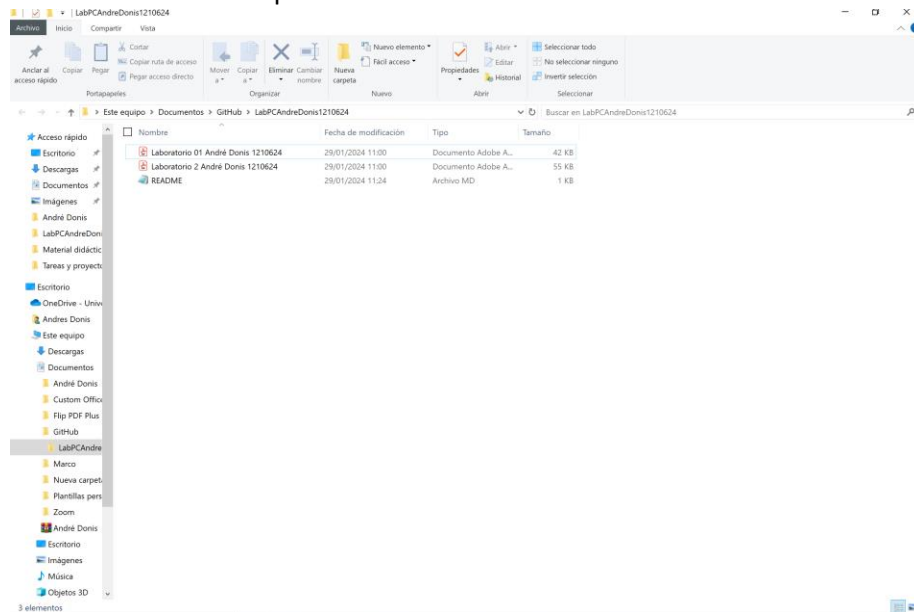 LabPCAndreDonis1210624
Archivo Inicio Compartir Vista
Anclar al acceso rápido
Copiar
Pegar
Cortar
Copiar ruta de acceso
Pegar acceso directo
Portapapeles
Mover a
Copiar a
Eliminar
Cambiar nombre
Organizar
Nueva carpeta
Nuevo elemento
Fácil acceso
Nuevo
Propiedades
Abrir
Editar
Historial
Abrir
Seleccionar todo
No seleccionar ninguno
Invertir selección
Seleccionar
> Este equipo > Documentos > GitHub > LabPCAndreDonis1210624
Buscar en LabPCAndreDonis1210624
Nombre Fecha de modificación Tipo Tamaño
Laboratorio 01 André Donis 1210624 29/01/2024 11:00 Documento Adobe A... 42 KB
Laboratorio 2 André Donis 1210624 29/01/2024 11:00 Documento Adobe A... 55 KB
README 29/01/2024 11:24 Archivo MD 1 KB
Acceso rápido
Escritorio
Descargas
Documentos
Imágenes
André Donis
LabPCAndreDoni
Material didáctic
Tareas y proyecto
Escritorio
OneDrive - Unive
Andres Donis
Este equipo
Descargas
Documentos
André Donis
Custom Office
Flip PDF Plus
GitHub
LabPCAndre
Marco
Nueva carpet
Plantillas pers
Zoom
André Donis
Escritorio
Imágenes
Música
Objetos 3D
3 elementos